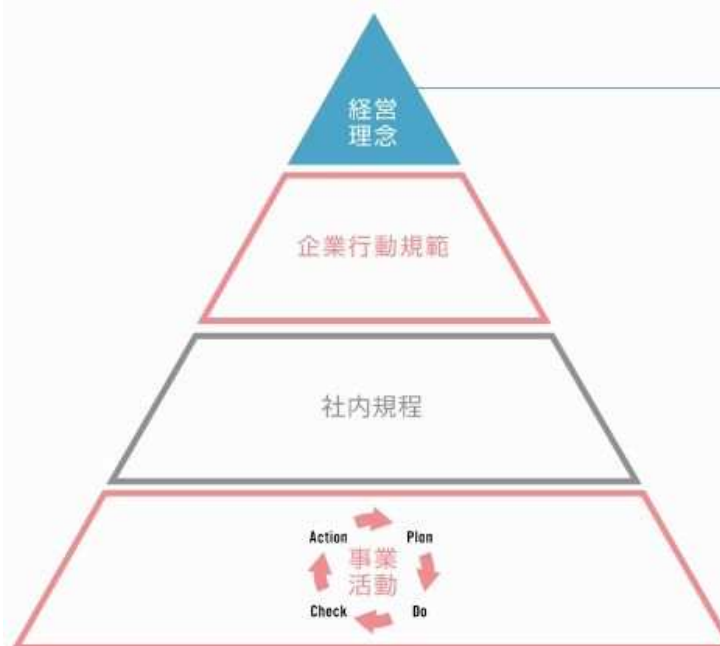 経営
理念
企業行動規範
社内規程
Action
Plan
事業
活動
Check
Do